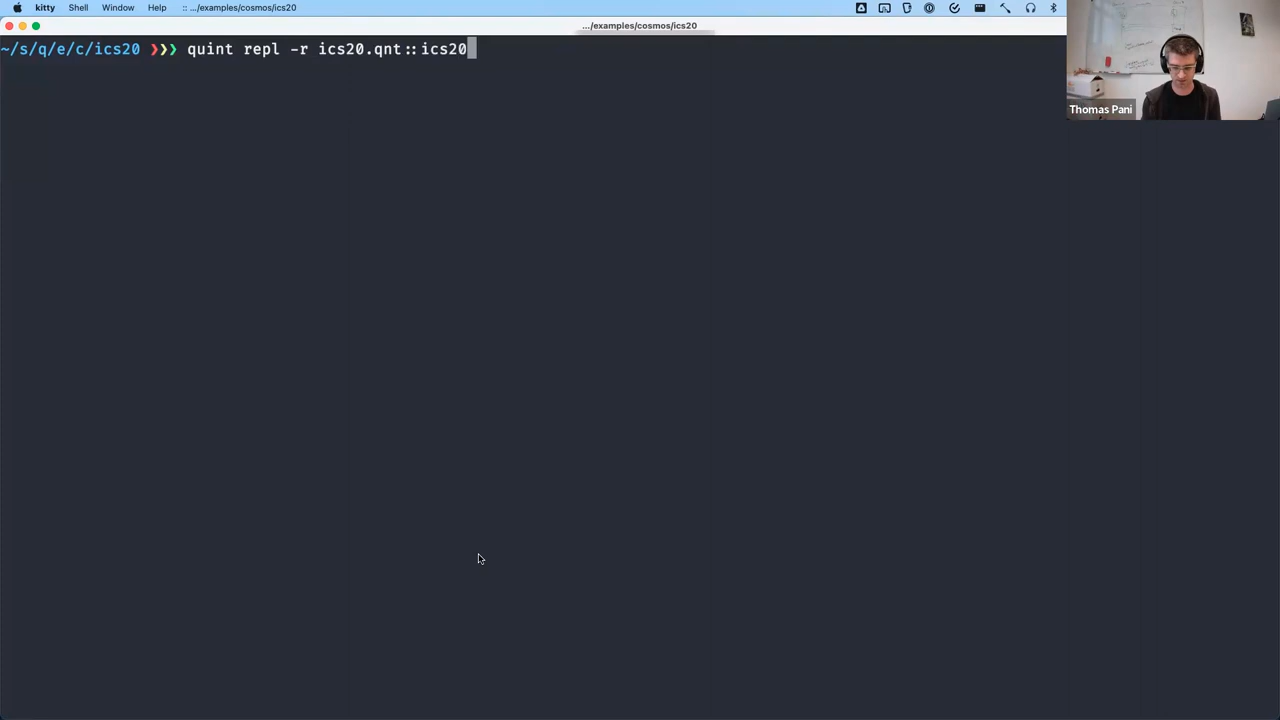 kitty Shell Window Help :: .../examples/cosmos/ics20
.../examples/cosmos/ics20
~/s/q/e/c/ics20 ❯❯❯ quint repl -r ics20.qnt::ics20
Thomas Pani